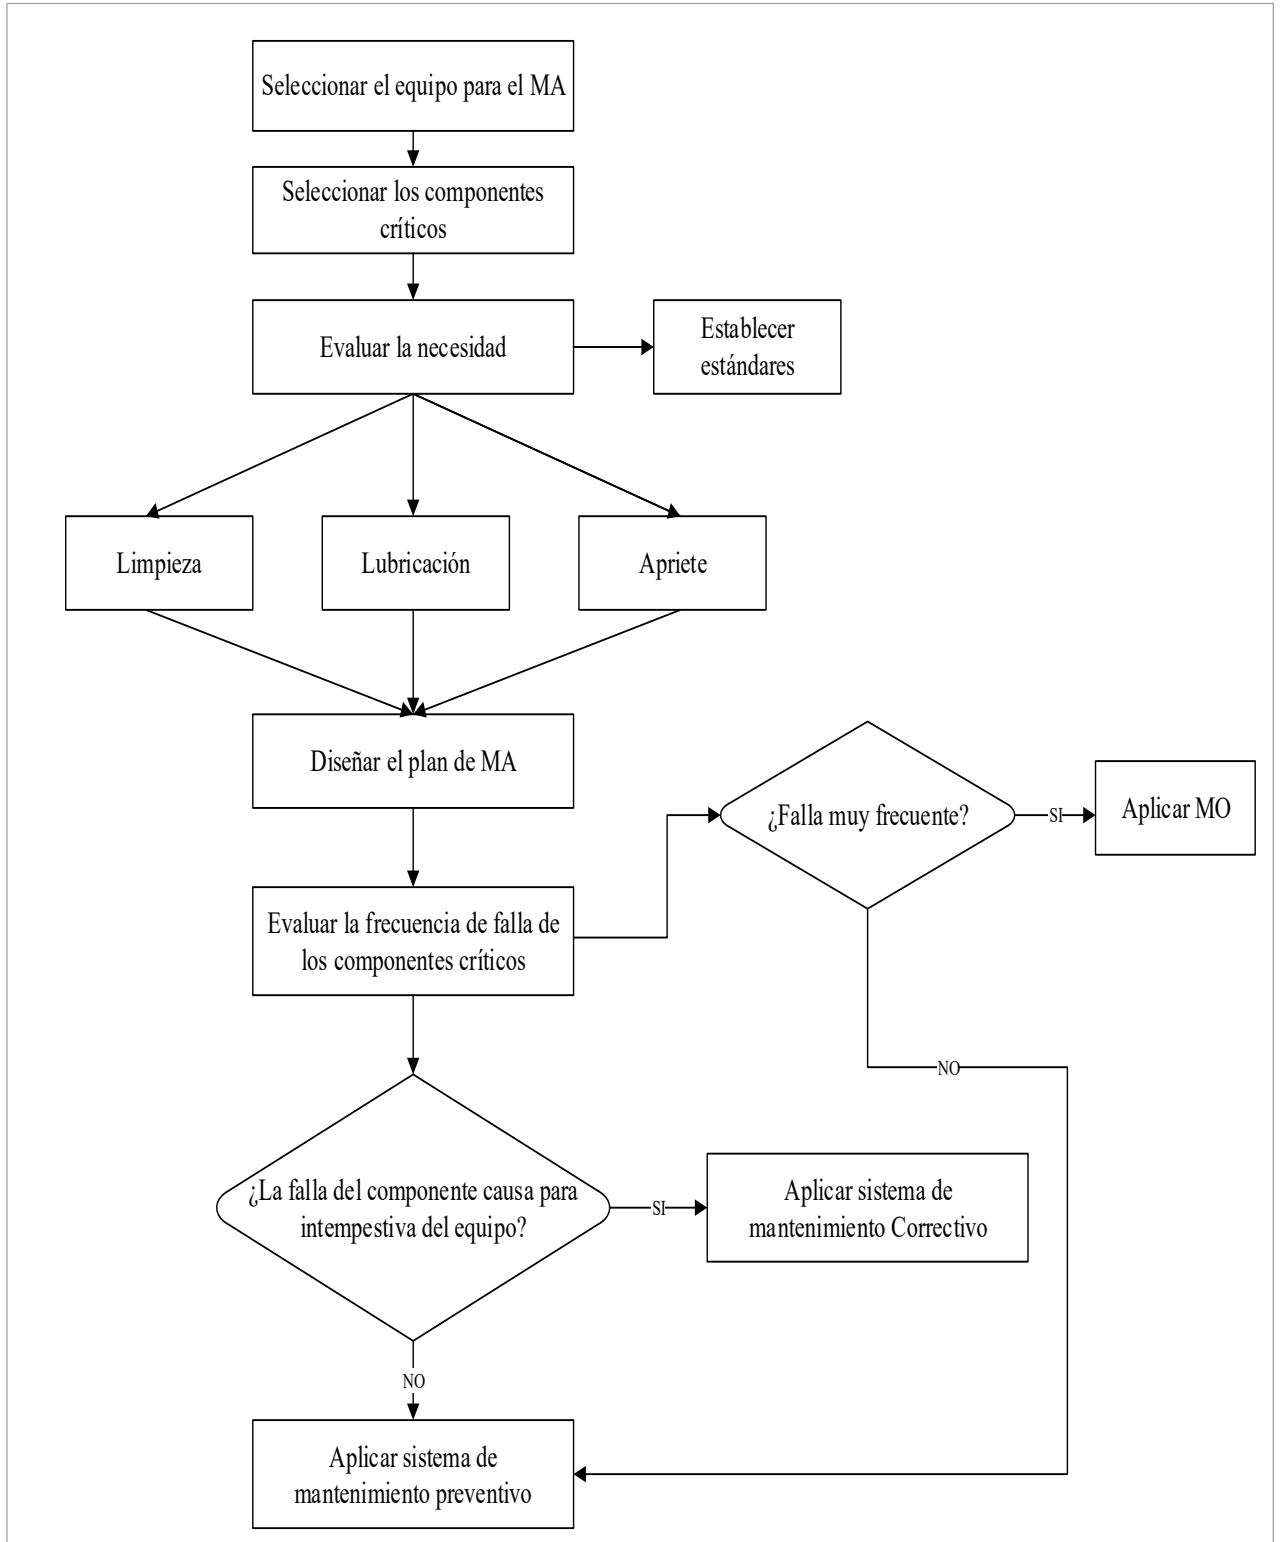 Seleccionar el equipo para el MA
Seleccionar los componentes
críticos
Evaluar la necesidad
Establecer
estándares
Limpieza
Lubricación
Apriete
Diseñar el plan de MA
¿Falla muy frecuente?
SI
Aplicar MO
Evaluar la frecuencia de falla de
los componentes críticos
NO
¿La falla del componente causa para
intempestiva del equipo?
SI
Aplicar sistema de
mantenimiento Correctivo
NO
Aplicar sistema de
mantenimiento preventivo